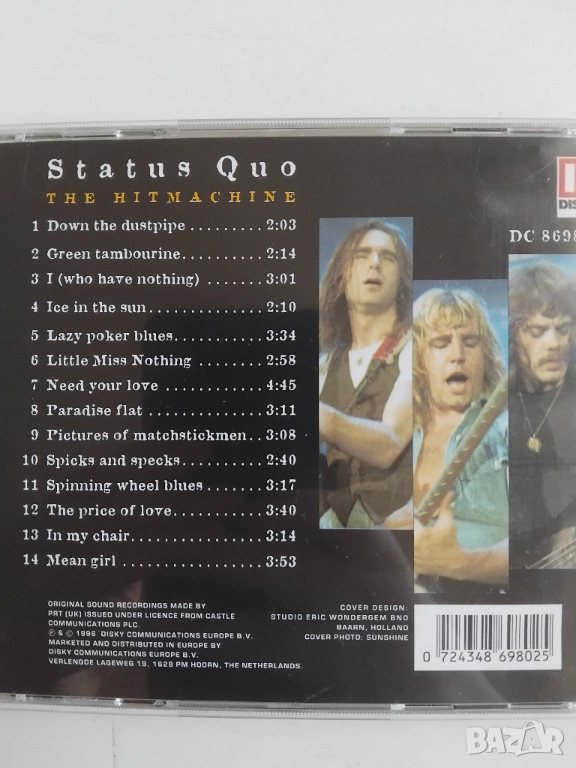 Status Quo
THE HITMACHINE
1 Down the dustpipe ......... 2:03
2 Green tambourine .......... 2:14
3 I (who have nothing) ....... 3:01
4 Ice in the sun .............. 2:10
5 Lazy poker blues ........... 3:34
6 Little Miss Nothing ........ 2:58
7 Need your love ............. 4:45
8 Paradise flat ............... 3:11
9 Pictures of matchstickmen .. 3:08
10 Spicks and specks .......... 2:40
11 Spinning wheel blues ....... 3:17
12 The price of love ........... 3:40
13 In my chair ................ 3:14
14 Mean girl .................. 3:53
DIS
DC 8698
ORIGINAL SOUND RECORDINGS MADE BY
PRT (UK) ISSUED UNDER LICENCE FROM CASTLE
COMMUNICATIONS PLC.
℗ & © 1996 DISKY COMMUNICATIONS EUROPE B.V.
MARKETED AND DISTRIBUTED IN EUROPE BY
DISKY COMMUNICATIONS EUROPE B.V.
VERLENGDE LAGEWEG 19, 1628 PM HOORN, THE NETHERLANDS.
COVER DESIGN:
STUDIO ERIC WONDERGEM BNO
BAARN, HOLLAND
COVER PHOTO: SUNSHINE
0 724348 698025
BAZAR